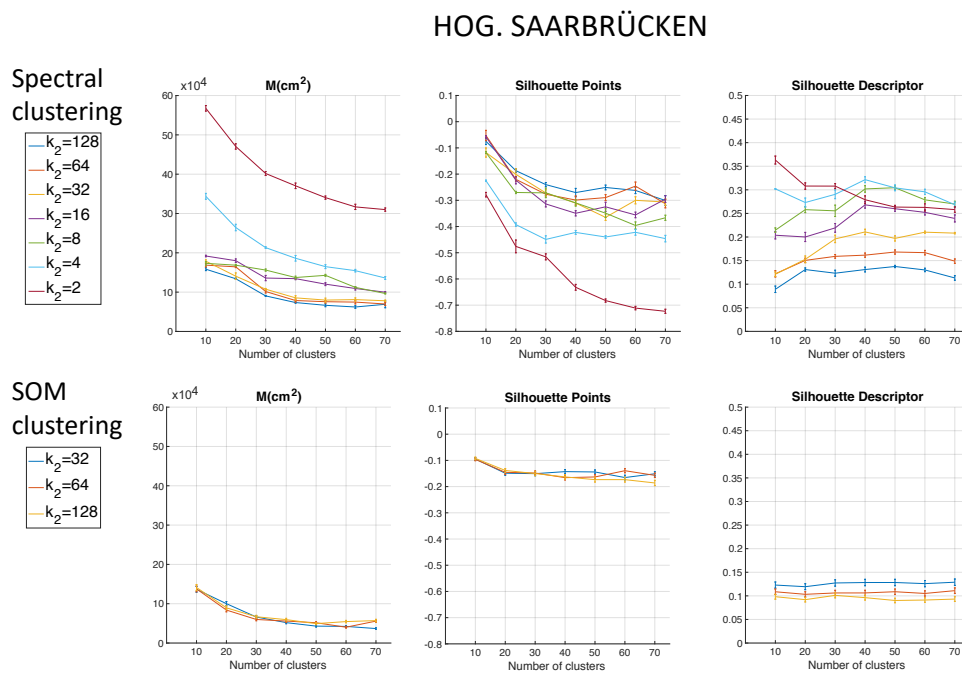 HOG. SAARBRÜCKEN
Spectral
clustering
k2=128
k2=64
k2=32
k2=16
k2=8
k2=4
k2=2
x10^4
M(cm^2)
60
50
40
30
20
10
0
10 20 30 40 50 60 70
Number of clusters
Silhouette Points
0.1
0
-0.1
-0.2
-0.3
-0.4
-0.5
-0.6
-0.7
-0.8
10 20 30 40 50 60 70
Number of clusters
Silhouette Descriptor
0.5
0.45
0.4
0.35
0.3
0.25
0.2
0.15
0.1
0.05
0
10 20 30 40 50 60 70
Number of clusters
SOM
clustering
k2=32
k2=64
k2=128
x10^4
M(cm^2)
60
50
40
30
20
10
0
10 20 30 40 50 60 70
Number of clusters
Silhouette Points
0.1
0
-0.1
-0.2
-0.3
-0.4
-0.5
-0.6
-0.7
-0.8
10 20 30 40 50 60 70
Number of clusters
Silhouette Descriptor
0.5
0.45
0.4
0.35
0.3
0.25
0.2
0.15
0.1
0.05
0
10 20 30 40 50 60 70
Number of clusters